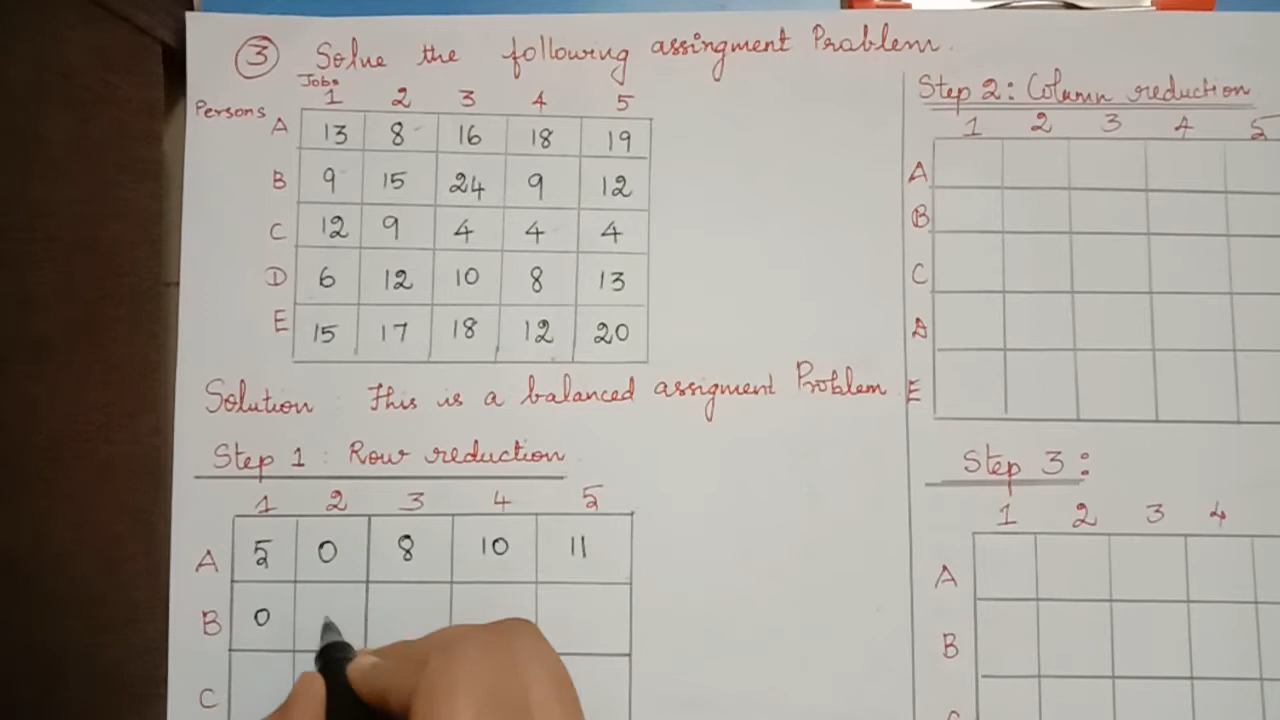 3 Solve the following assingment Problem.
Jobs
Persons 1 2 3 4 5
A 13 8 16 18 19
B 9 15 24 9 12
C 12 9 4 4 4
D 6 12 10 8 13
E 15 17 18 12 20
Solution : This is a balanced assigment Problem
Step 1 : Row reduction
1 2 3 4 5
A 5 0 8 10 11
B 0
C
Step 2 : Column reduction
1 2 3 4 5
A
B
C
D
E
Step 3 :
1 2 3 4
A
B